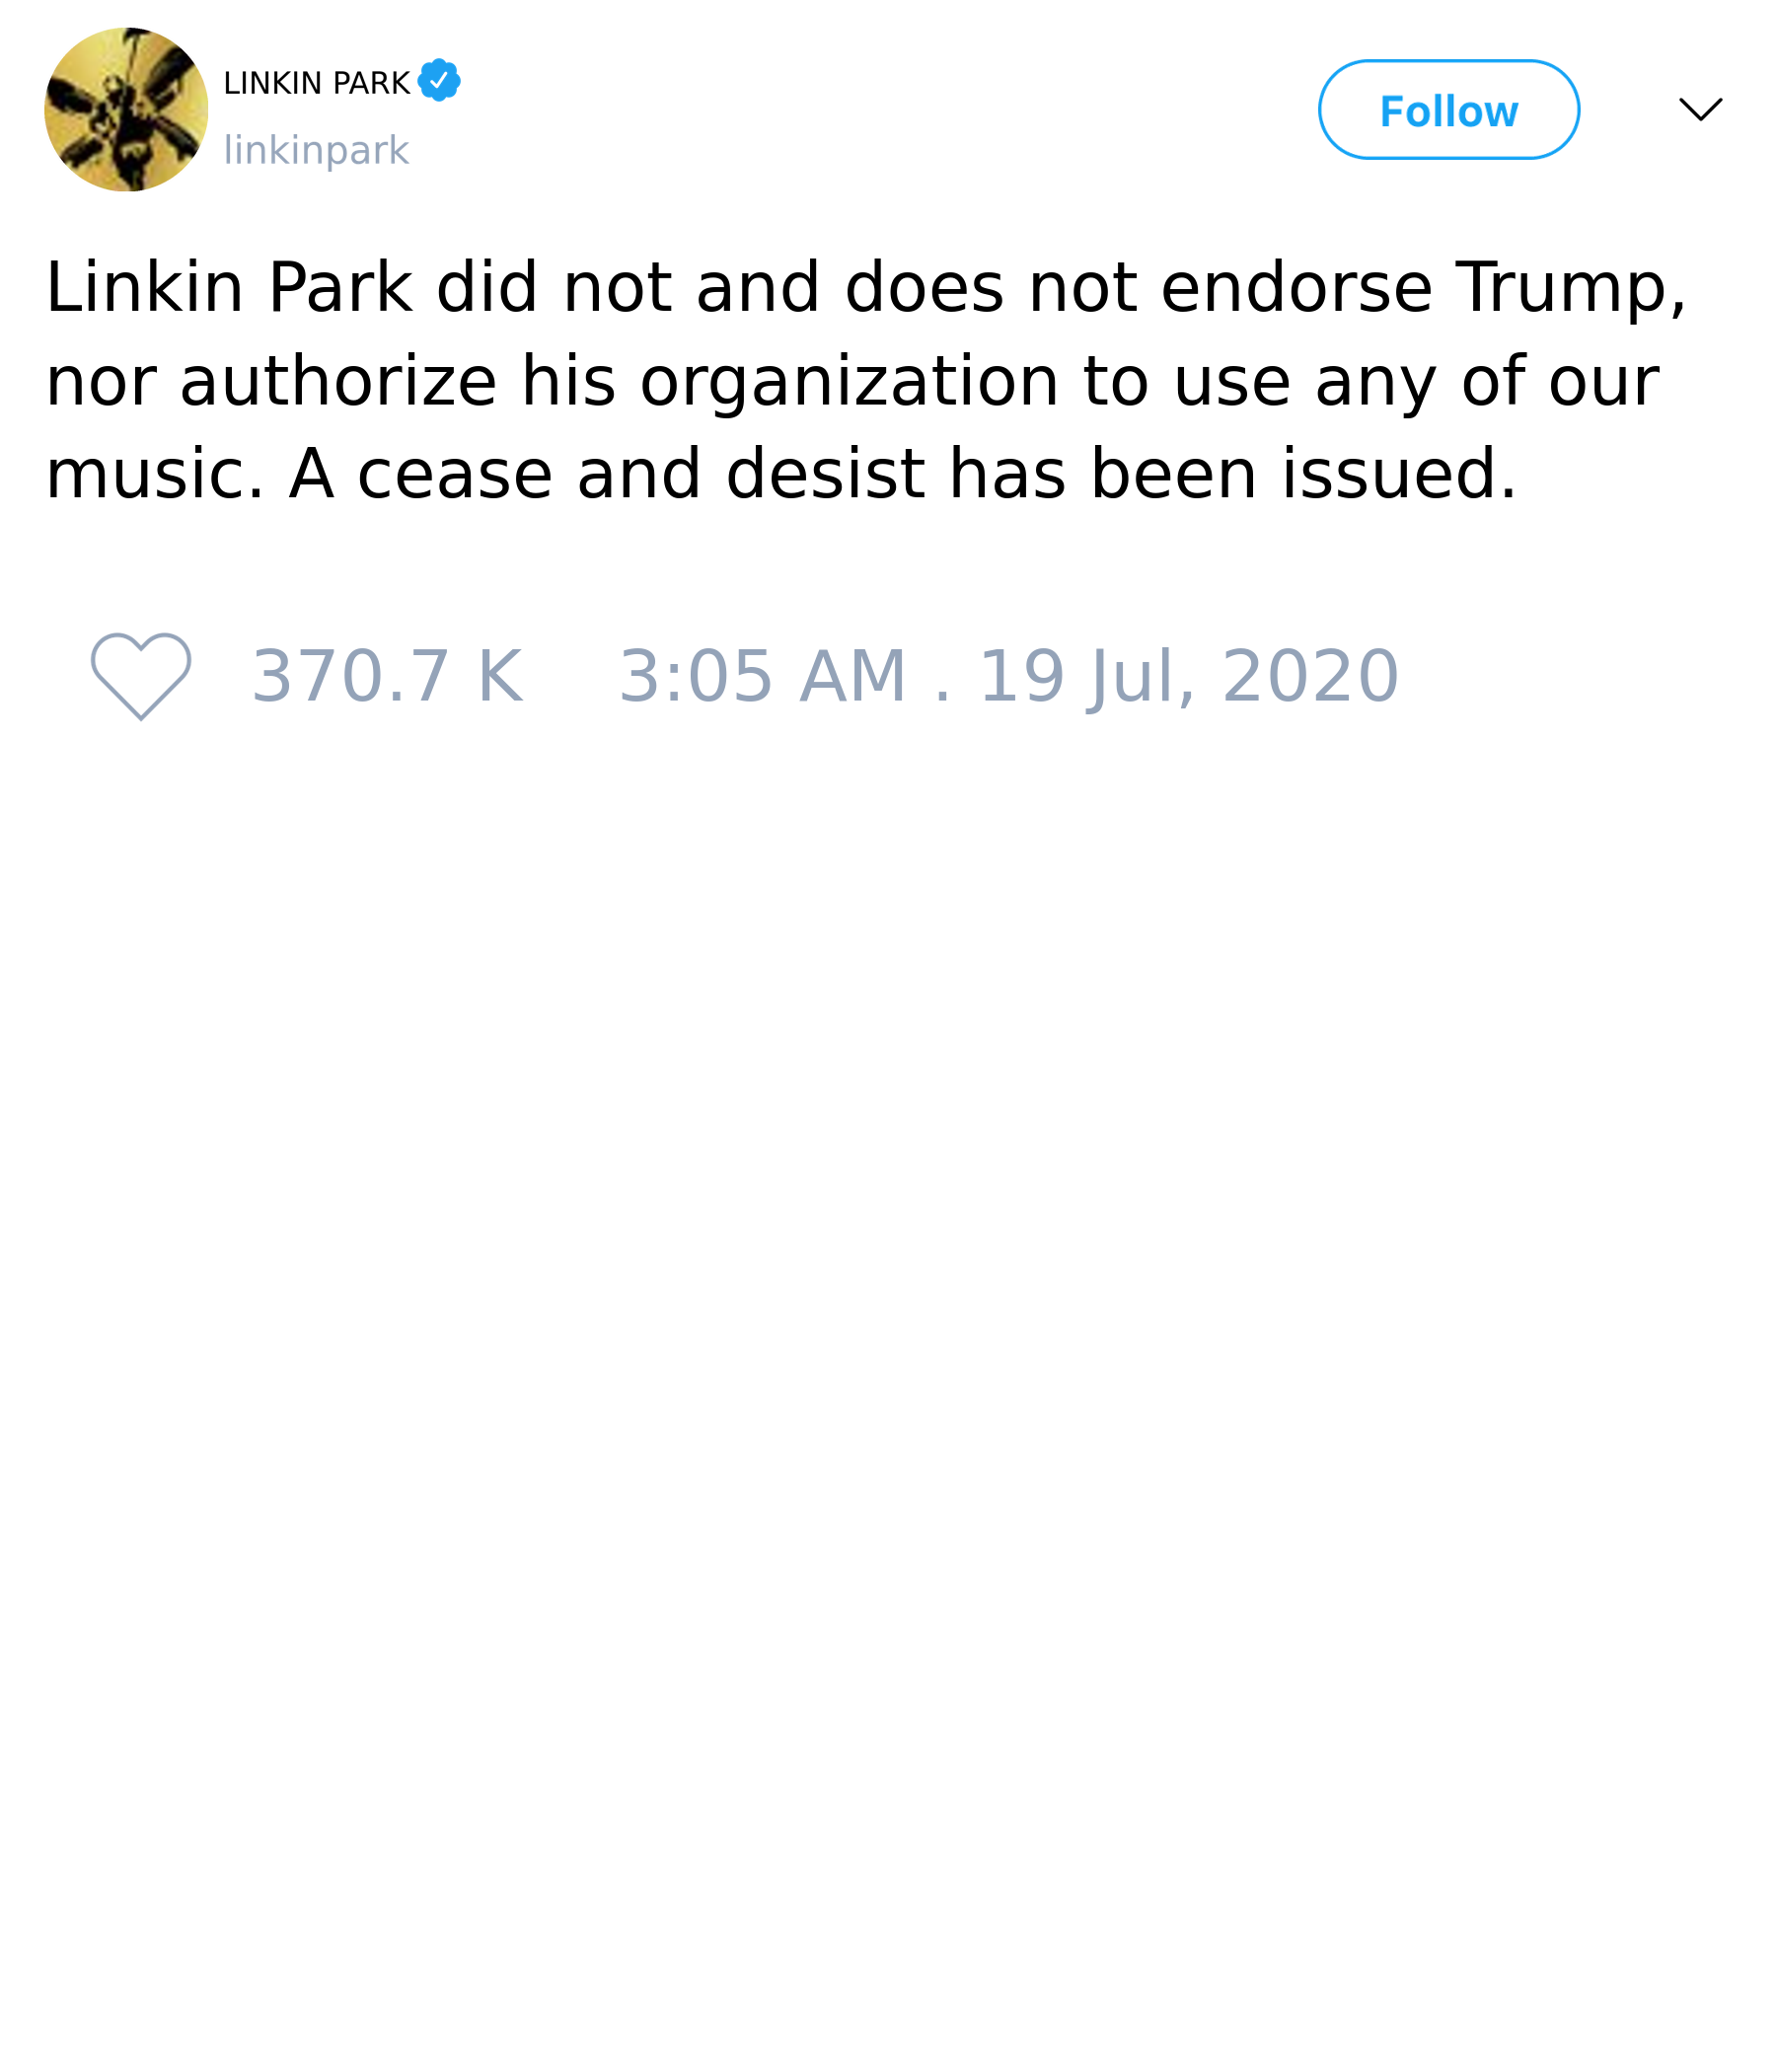 LINKIN PARK
linkinpark
Follow
Linkin Park did not and does not endorse Trump,
nor authorize his organization to use any of our
music. A cease and desist has been issued.
370.7 K 3:05 AM . 19 Jul, 2020